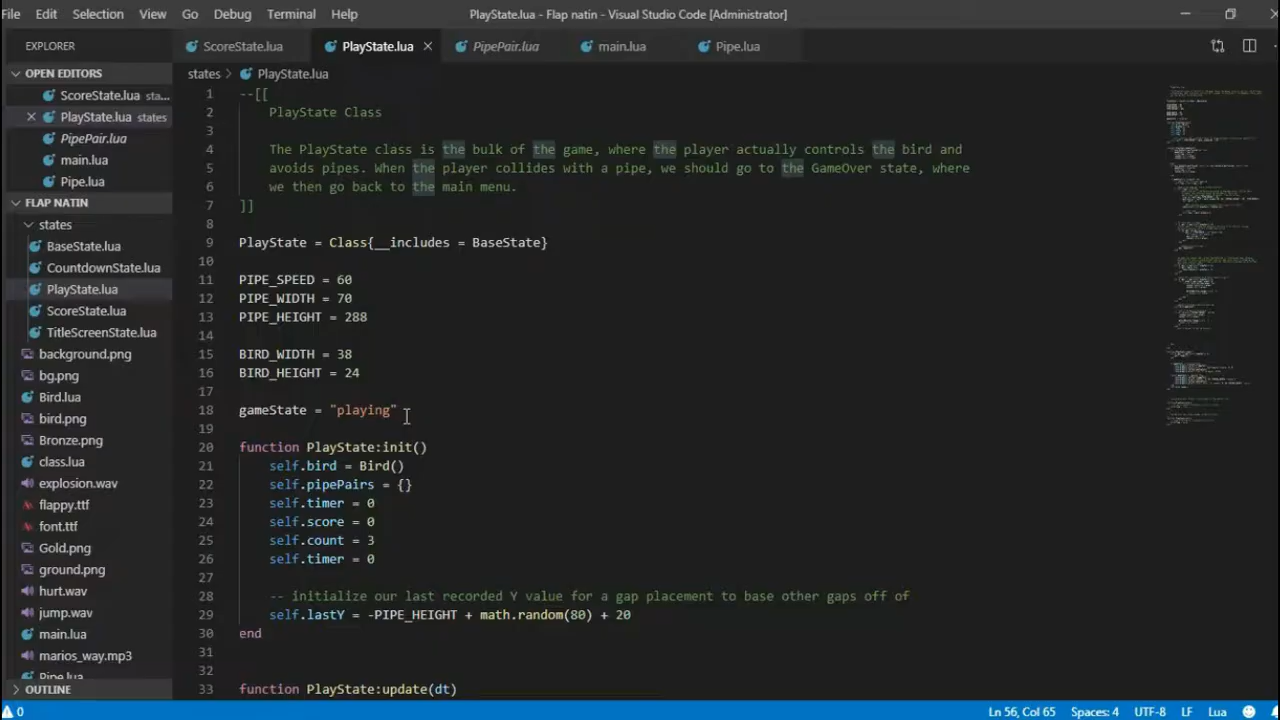 File Edit Selection View Go Debug Terminal Help PlayState.lua - Flap natin - Visual Studio Code [Administrator]
EXPLORER
OPEN EDITORS
ScoreState.lua sta...
PlayState.lua states
PipePair.lua
main.lua
Pipe.lua
FLAP NATIN
states
BaseState.lua
CountdownState.lua
PlayState.lua
ScoreState.lua
TitleScreenState.lua
background.png
bg.png
Bird.lua
bird.png
Bronze.png
class.lua
explosion.wav
flappy.ttf
font.ttf
Gold.png
ground.png
hurt.wav
jump.wav
main.lua
marios_way.mp3
Pipe.lua
OUTLINE
ScoreState.lua PlayState.lua PipePair.lua main.lua Pipe.lua
states > PlayState.lua
1 --[[
2 PlayState Class
3
4 The PlayState class is the bulk of the game, where the player actually controls the bird and
5 avoids pipes. When the player collides with a pipe, we should go to the GameOver state, where
6 we then go back to the main menu.
7 ]]
8
9 PlayState = Class{__includes = BaseState}
10
11 PIPE_SPEED = 60
12 PIPE_WIDTH = 70
13 PIPE_HEIGHT = 288
14
15 BIRD_WIDTH = 38
16 BIRD_HEIGHT = 24
17
18 gameState = "playing"
19
20 function PlayState:init()
21 self.bird = Bird()
22 self.pipePairs = {}
23 self.timer = 0
24 self.score = 0
25 self.count = 3
26 self.timer = 0
27
28 -- initialize our last recorded Y value for a gap placement to base other gaps off of
29 self.lastY = -PIPE_HEIGHT + math.random(80) + 20
30 end
31
32
33 function PlayState:update(dt)
0 Ln 56, Col 65 Spaces: 4 UTF-8 LF Lua